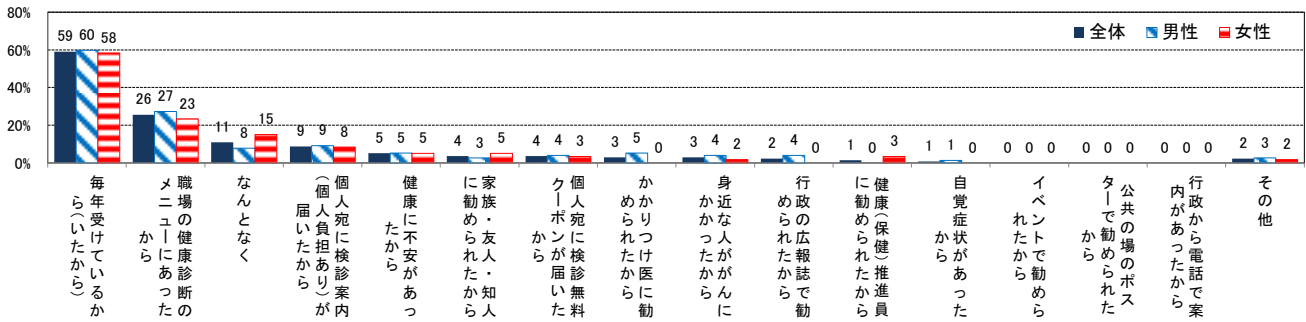 80%
60%
40%
20%
0%
全体 男性 女性
59 60 58
26 27 23
11 8 15
9 9 8
5 5 5
4 3 5
4 4 3
3 5 0
3 4 2
2 4 0
1 0 3
1 1 0
0 0 0
0 0 0
0 0 0
2 3 2
毎年受けているか
ら(いたから)
職場の健康診断の
メニューにあった
から
なんとなく
個人宛に検診案内
(個人負担あり)が
届いたから
健康に不安があっ
たから
家族・友人・知人
に勧められたから
個人宛に検診無料
クーポンが届いた
から
かかりつけ医に勧
められたから
身近な人ががんに
かかったから
行政の広報誌で勧
められたから
健康(保健)推進員
に勧められたから
自覚症状があった
から
イベントで勧めら
れたから
公共の場のポス
ターで勧められた
から
行政から電話で案
内があったから
その他